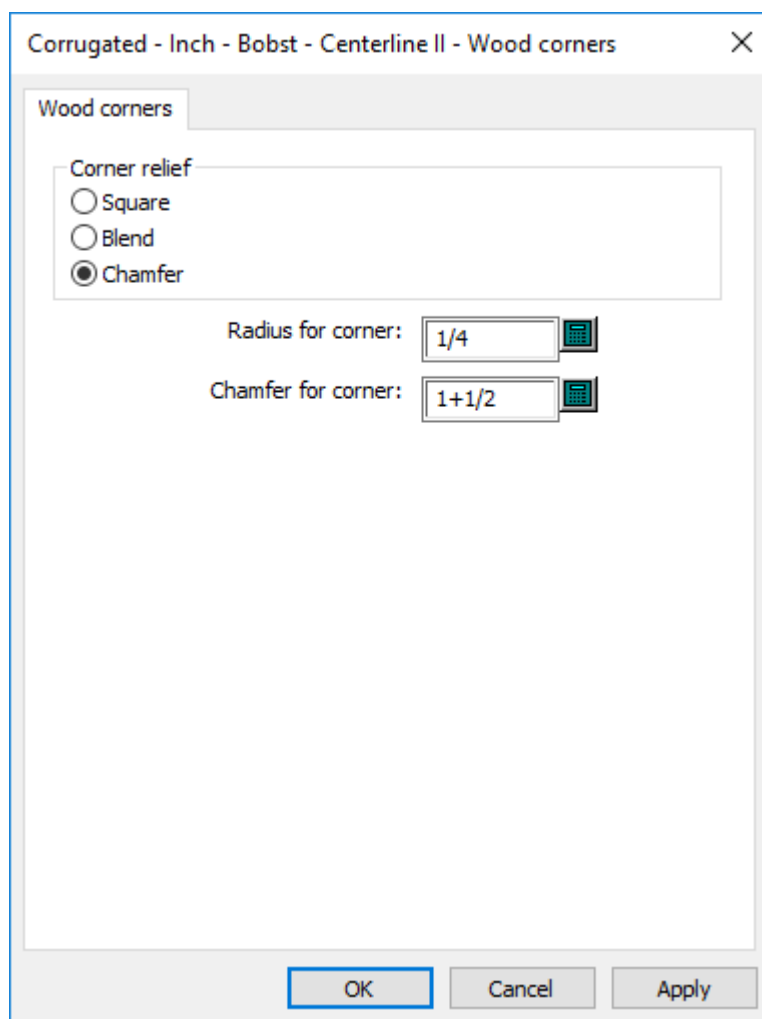 Corrugated - Inch - Bobst - Centerline II - Wood corners
Wood corners
Corner relief
Square
Blend
Chamfer
Radius for corner: 1/4
Chamfer for corner: 1+1/2
OK Cancel Apply